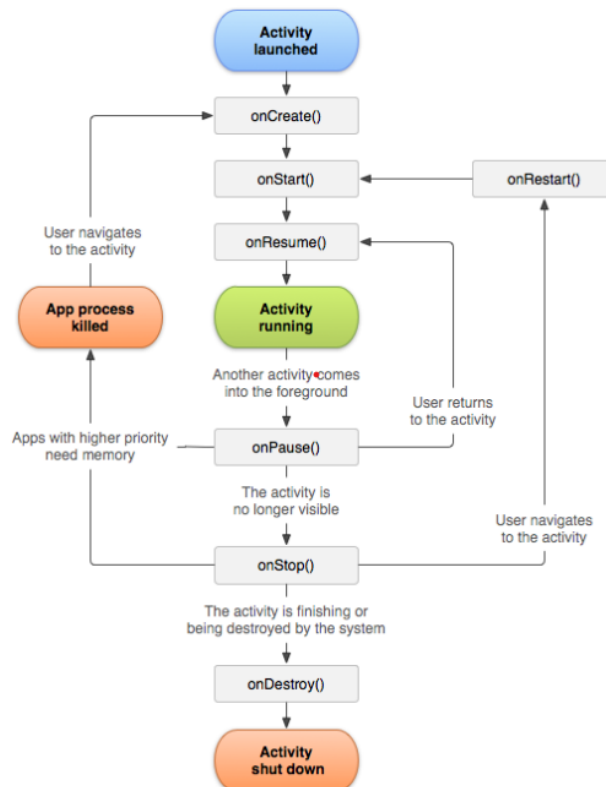 Activity
launched
onCreate()
onStart()
onRestart()
User navigates
to the activity
onResume()
App process
killed
Activity
running
Another activity comes
into the foreground
User returns
to the activity
Apps with higher priority
need memory
onPause()
The activity is
no longer visible
User navigates
to the activity
onStop()
The activity is finishing or
being destroyed by the system
onDestroy()
Activity
shut down